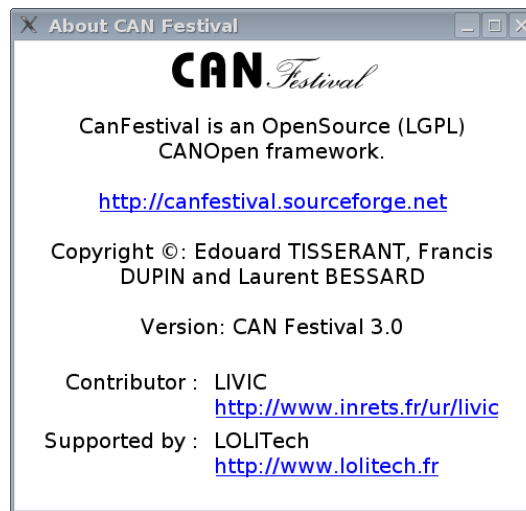 About CAN Festival
CAN Festival
CanFestival is an OpenSource (LGPL)
CANOpen framework.
http://canfestival.sourceforge.net
Copyright ©: Edouard TISSERANT, Francis
DUPIN and Laurent BESSARD
Version: CAN Festival 3.0
Contributor : LIVIC
http://www.inrets.fr/ur/livic
Supported by : LOLITech
http://www.lolitech.fr